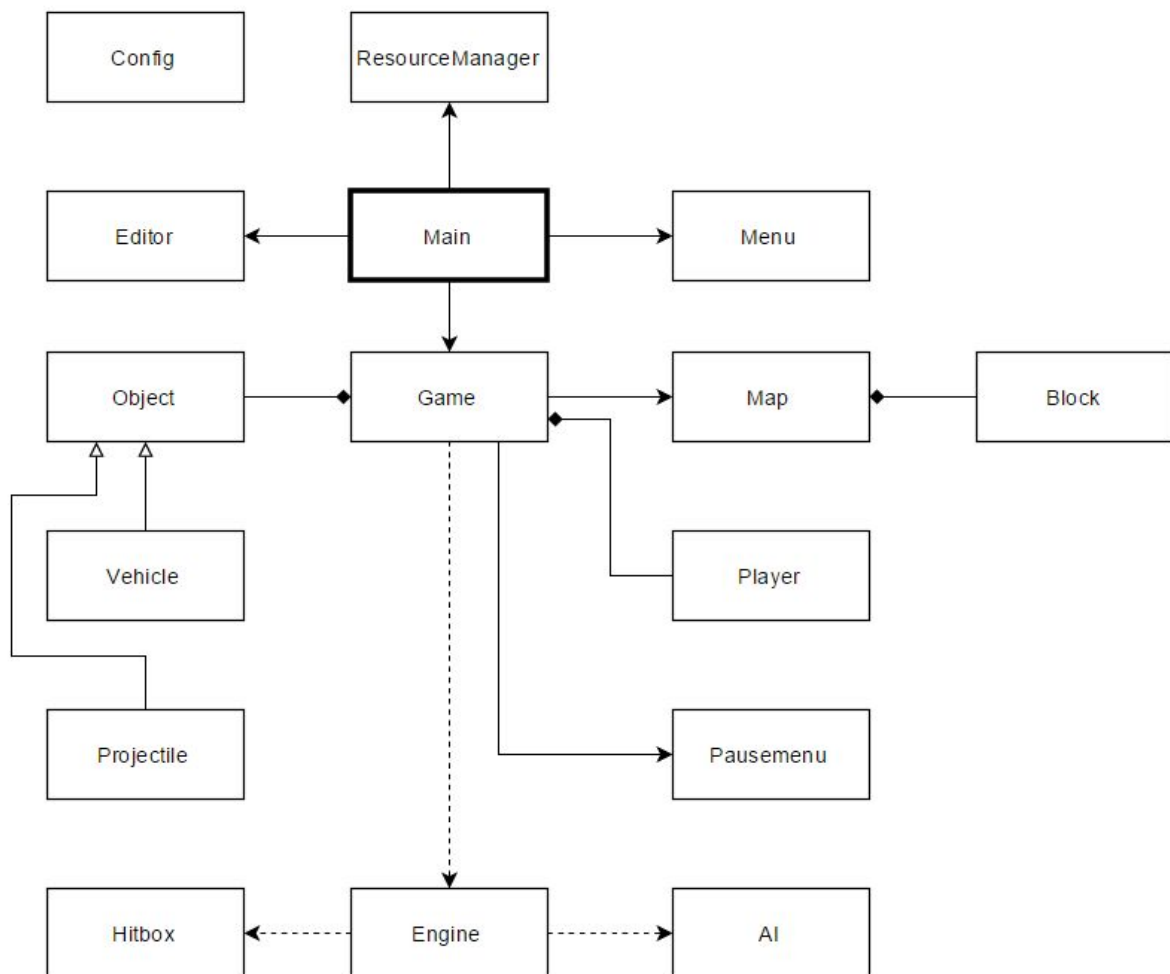 Config
ResourceManager
Editor
Main
Menu
Object
Game
Map
Block
Vehicle
Player
Projectile
Pausemenu
Hitbox
Engine
AI